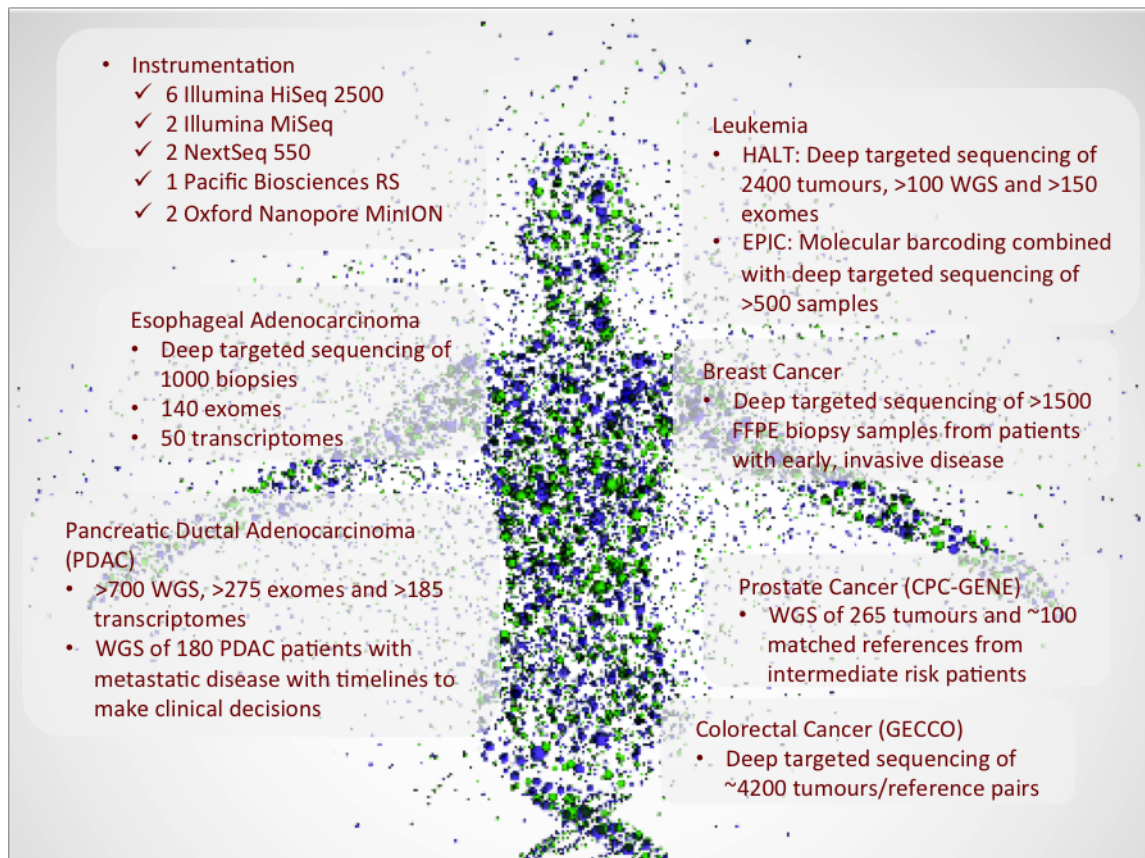 • Instrumentation
✓ 6 Illumina HiSeq 2500
✓ 2 Illumina MiSeq
✓ 2 NextSeq 550
✓ 1 Pacific Biosciences RS
✓ 2 Oxford Nanopore MinION
Leukemia
• HALT: Deep targeted sequencing of
2400 tumours, >100 WGS and >150
exomes
• EPIC: Molecular barcoding combined
with deep targeted sequencing of
>500 samples
Esophageal Adenocarcinoma
• Deep targeted sequencing of
1000 biopsies
• 140 exomes
• 50 transcriptomes
Breast Cancer
• Deep targeted sequencing of >1500
FFPE biopsy samples from patients
with early, invasive disease
Pancreatic Ductal Adenocarcinoma
(PDAC)
• >700 WGS, >275 exomes and >185
transcriptomes
• WGS of 180 PDAC patients with
metastatic disease with timelines to
make clinical decisions
Prostate Cancer (CPC-GENE)
• WGS of 265 tumours and ~100
matched references from
intermediate risk patients
Colorectal Cancer (GECCO)
• Deep targeted sequencing of
~4200 tumours/reference pairs